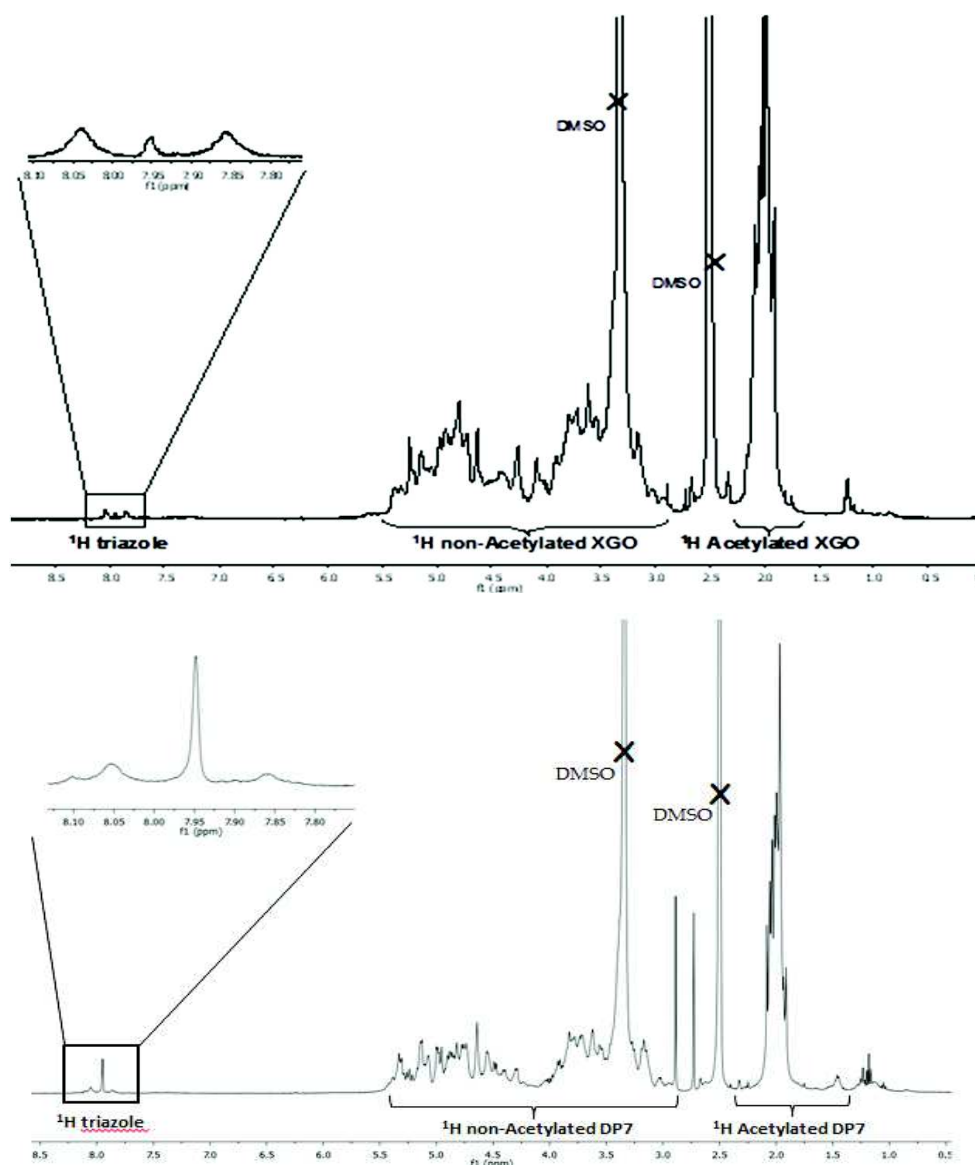 DMSO
8.10 8.05 8.00 7.95 7.90 7.85 7.80
f1 (ppm)
DMSO
¹H triazole
¹H non-Acetylated XGO
¹H Acetylated XGO
8.5 8.0 7.5 7.0 6.5 6.0 5.5 5.0 4.5 4.0 3.5 3.0 2.5 2.0 1.5 1.0 0.5
f1 (ppm)
8.10 8.05 8.00 7.95 7.90 7.85 7.80
f1 (ppm)
DMSO
DMSO
¹H triazole
¹H non-Acetylated DP7
¹H Acetylated DP7
8.5 8.0 7.5 7.0 6.5 6.0 5.5 5.0 4.5 4.0 3.5 3.0 2.5 2.0 1.5 1.0 0.5
f1 (ppm)